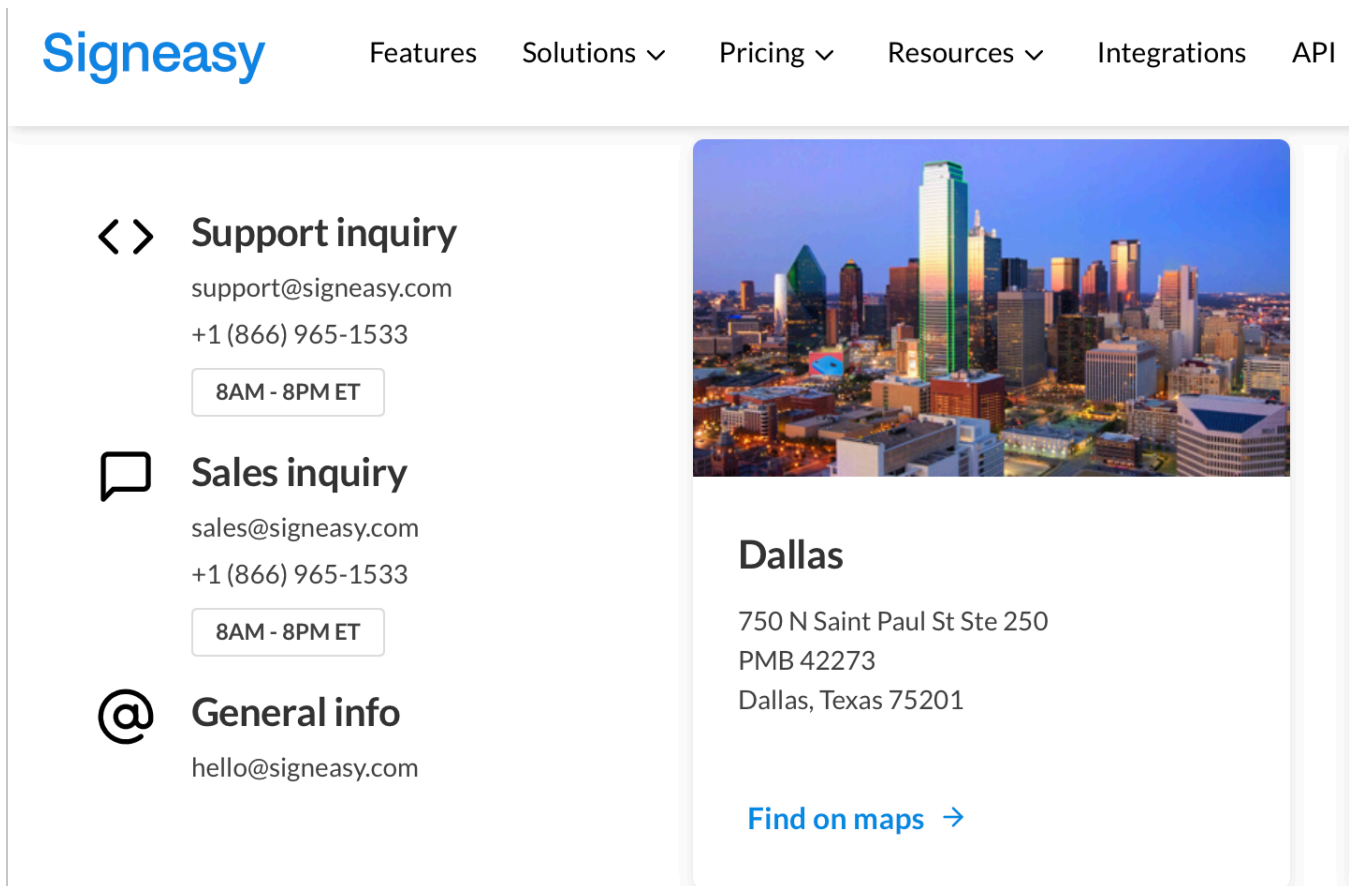 Signeasy
Features Solutions Pricing Resources Integrations API
Support inquiry
support@signeasy.com
+1 (866) 965-1533
8AM - 8PM ET
Sales inquiry
sales@signeasy.com
+1 (866) 965-1533
8AM - 8PM ET
General info
hello@signeasy.com
Dallas
750 N Saint Paul St Ste 250
PMB 42273
Dallas, Texas 75201
Find on maps